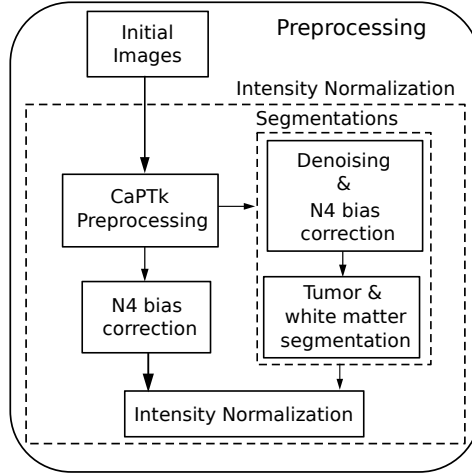 Preprocessing
Initial
Images
Intensity Normalization
Segmentations
CaPTk
Preprocessing
Denoising
&
N4 bias
correction
N4 bias
correction
Tumor &
white matter
segmentation
Intensity Normalization